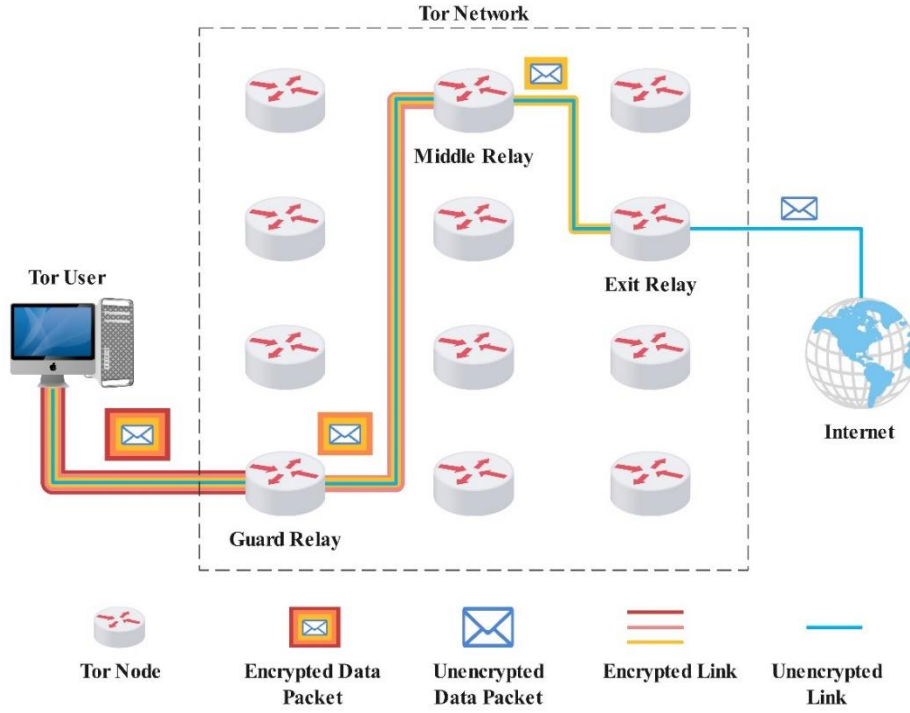 Tor Network
Middle Relay
Exit Relay
Tor User
Internet
Guard Relay
Tor Node
Encrypted Data
Packet
Unencrypted
Data Packet
Encrypted Link
Unencrypted
Link